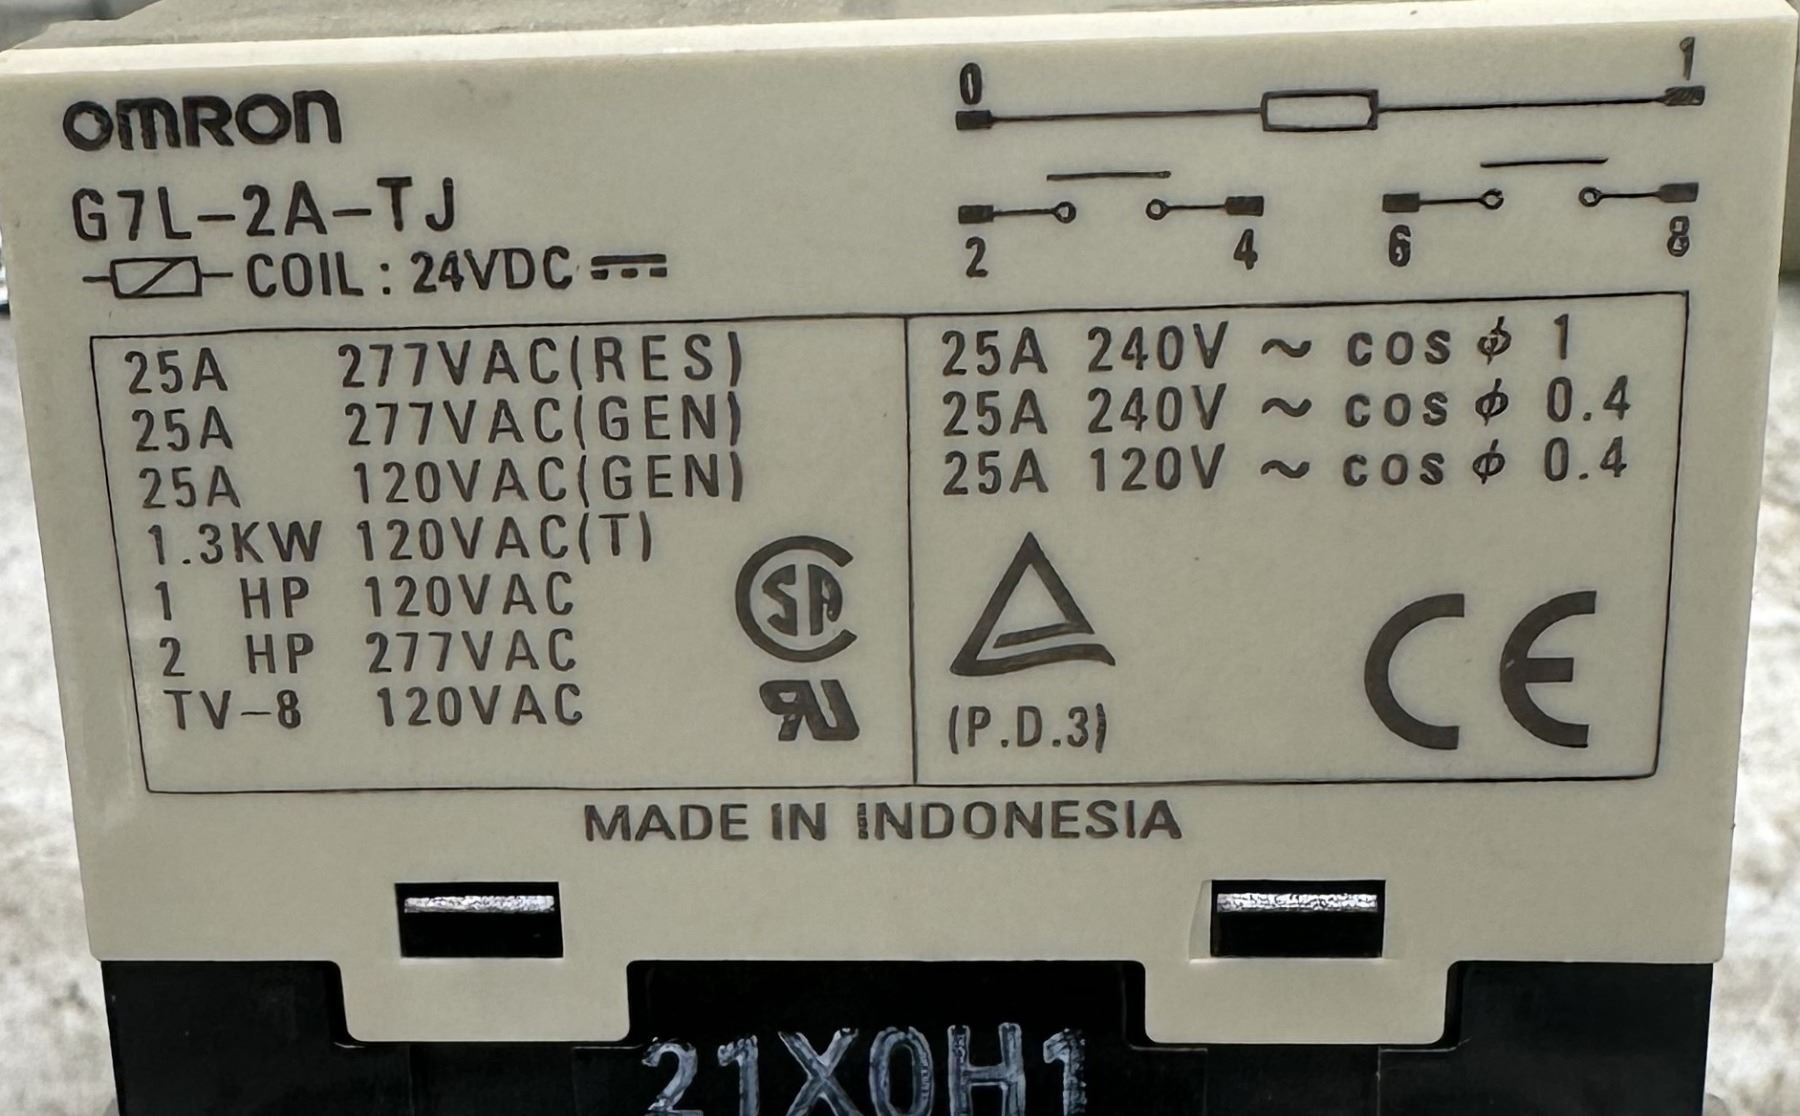 OMRON
G7L-2A-TJ
COIL : 24VDC
0 1
2 4 6 8
25A 277VAC(RES)
25A 277VAC(GEN)
25A 120VAC(GEN)
1.3KW 120VAC(T)
1 HP 120VAC
2 HP 277VAC
TV-8 120VAC
SA
RU
25A 240V ~ cos ϕ 1
25A 240V ~ cos ϕ 0.4
25A 120V ~ cos ϕ 0.4
(P.D.3)
CE
MADE IN INDONESIA
21X0H1